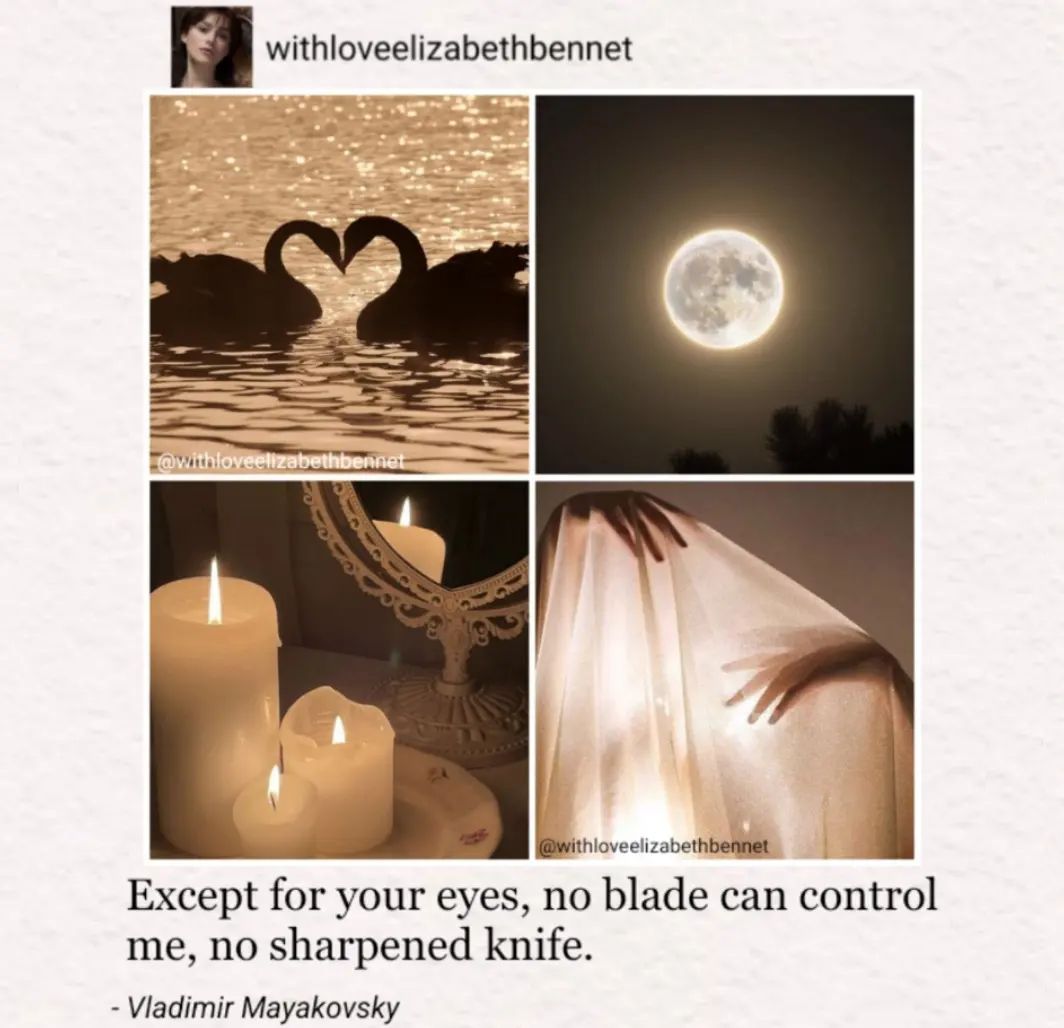 withloveelizabethbennet
@withloveelizabethbennet
@withloveelizabethbennet
Except for your eyes, no blade can control
me, no sharpened knife.
- Vladimir Mayakovsky